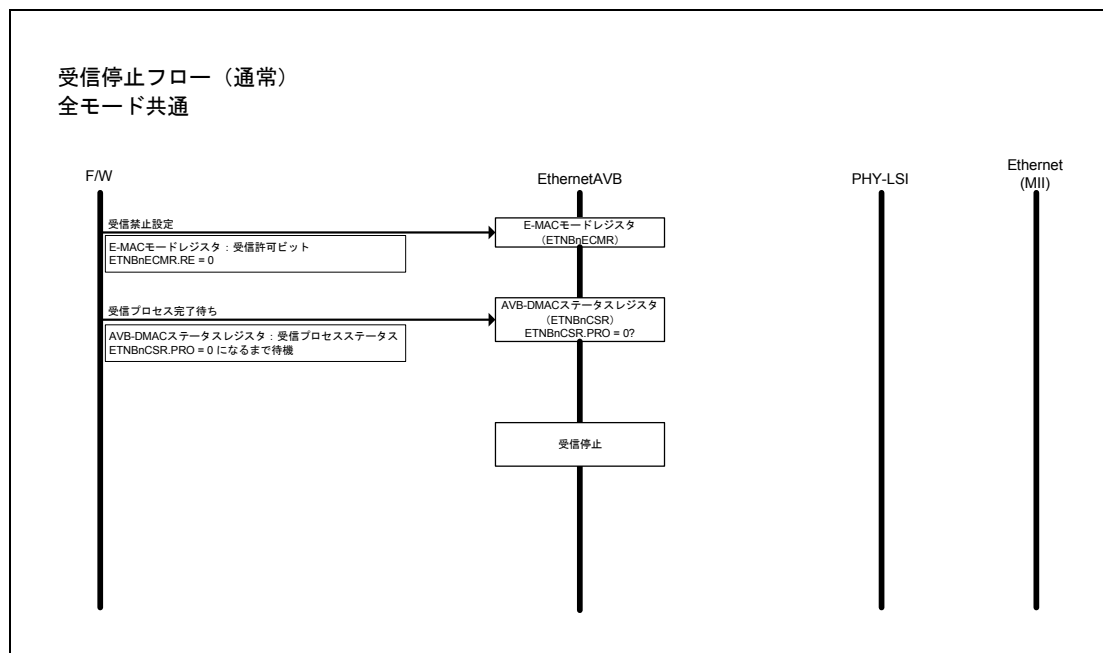 受信停止フロー（通常）
全モード共通
F/W
EthernetAVB
PHY-LSI
Ethernet
(MII)
受信禁止設定
E-MACモードレジスタ：受信許可ビット
ETNBnECMR.RE = 0
E-MACモードレジスタ
（ETNBnECMR）
受信プロセス完了待ち
AVB-DMACステータスレジスタ：受信プロセスステータス
ETNBnCSR.PRO = 0 になるまで待機
AVB-DMACステータスレジスタ
（ETNBnCSR）
ETNBnCSR.PRO = 0?
受信停止